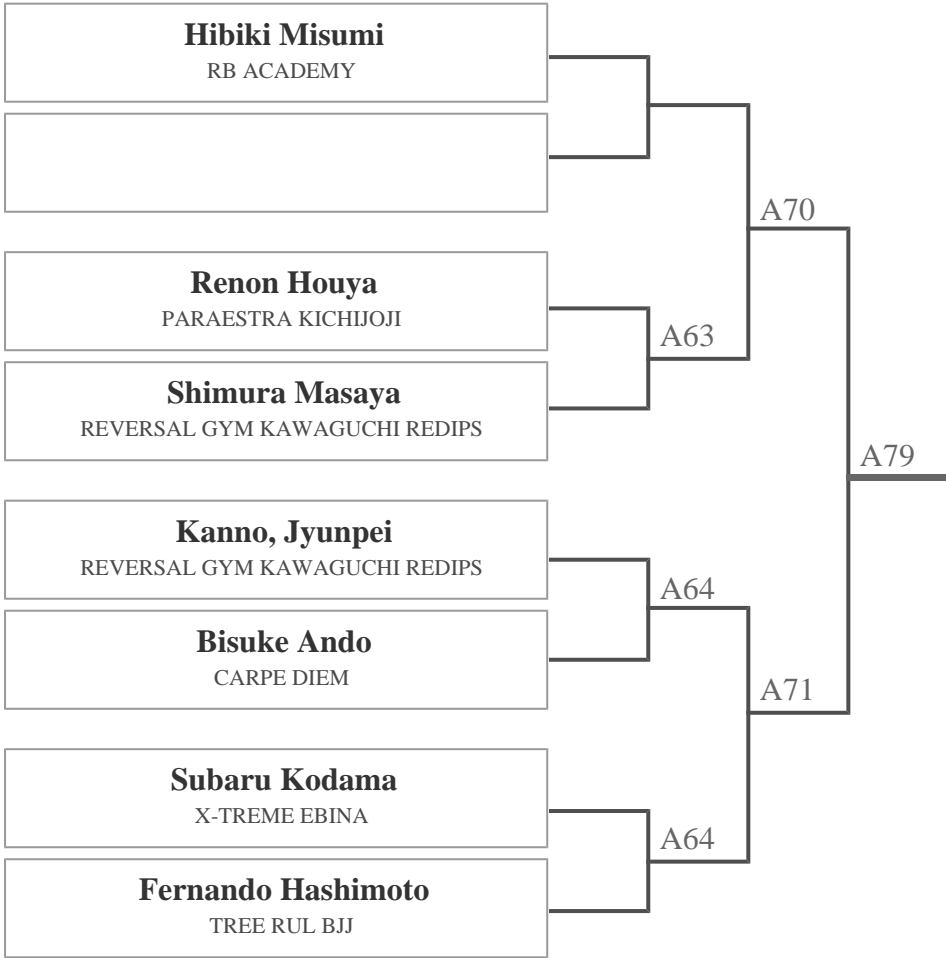 Hibiki Misumi
RB ACADEMY
A70
Renon Houya
PARAESTRA KICHIJOJI
A63
Shimura Masaya
REVERSAL GYM KAWAGUCHI REDIPS
A79
Kanno, Jyunpei
REVERSAL GYM KAWAGUCHI REDIPS
A64
Bisuke Ando
CARPE DIEM
A71
Subaru Kodama
X-TREME EBINA
A64
Fernando Hashimoto
TREE RUL BJJ